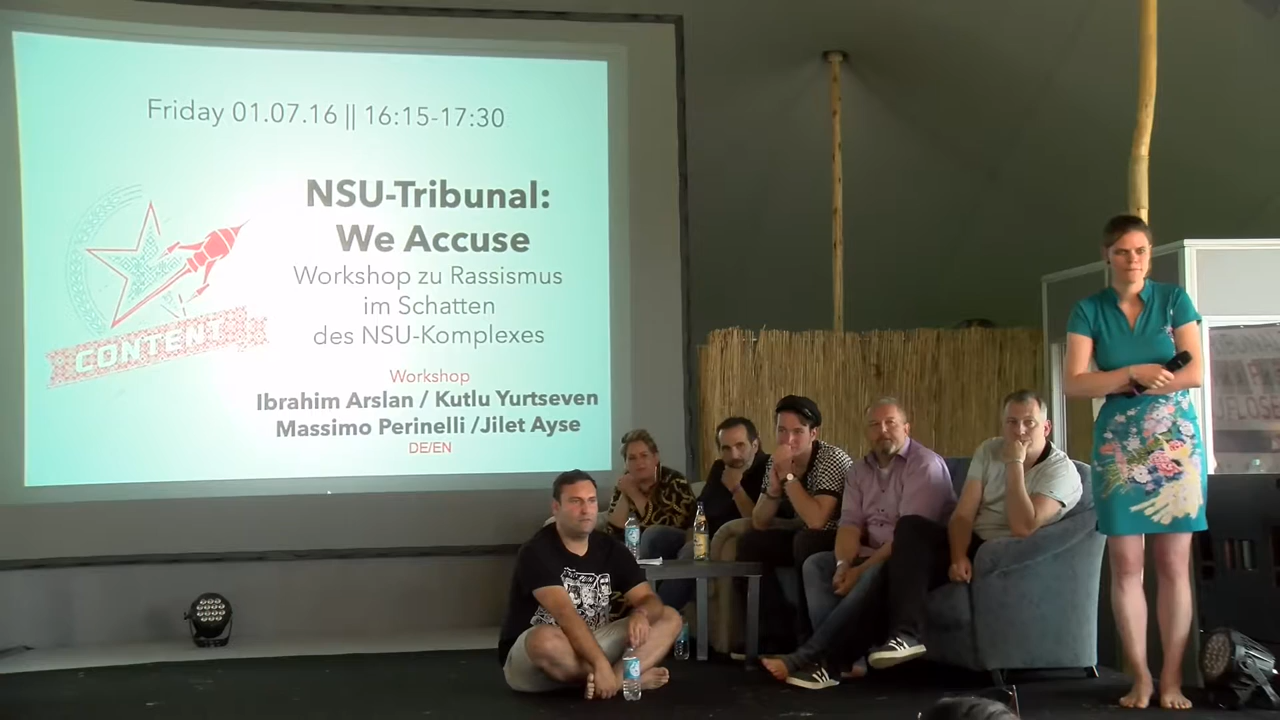 Friday 01.07.16 || 16:15-17:30
NSU-Tribunal:
We Accuse
Workshop zu Rassismus
im Schatten
des NSU-Komplexes
CONTENT
Workshop
Ibrahim Arslan / Kutlu Yurtseven
Massimo Perinelli /Jilet Ayse
DE/EN